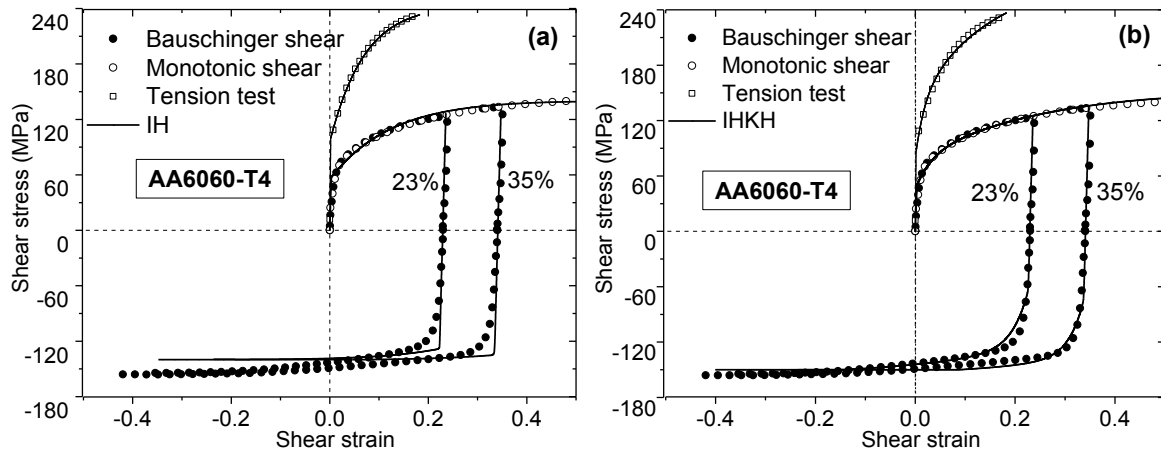 240
180
120
60
0
-60
-120
-180
Shear stress (MPa)
Bauschinger shear
Monotonic shear
Tension test
IH
(a)
AA6060-T4
23%
35%
-0.4
-0.2
0.0
0.2
0.4
Shear strain
240
180
120
60
0
-60
-120
-180
Shear stress (MPa)
Bauschinger shear
Monotonic shear
Tension test
IHKH
(b)
AA6060-T4
23%
35%
-0.4
-0.2
0.0
0.2
0.4
Shear strain